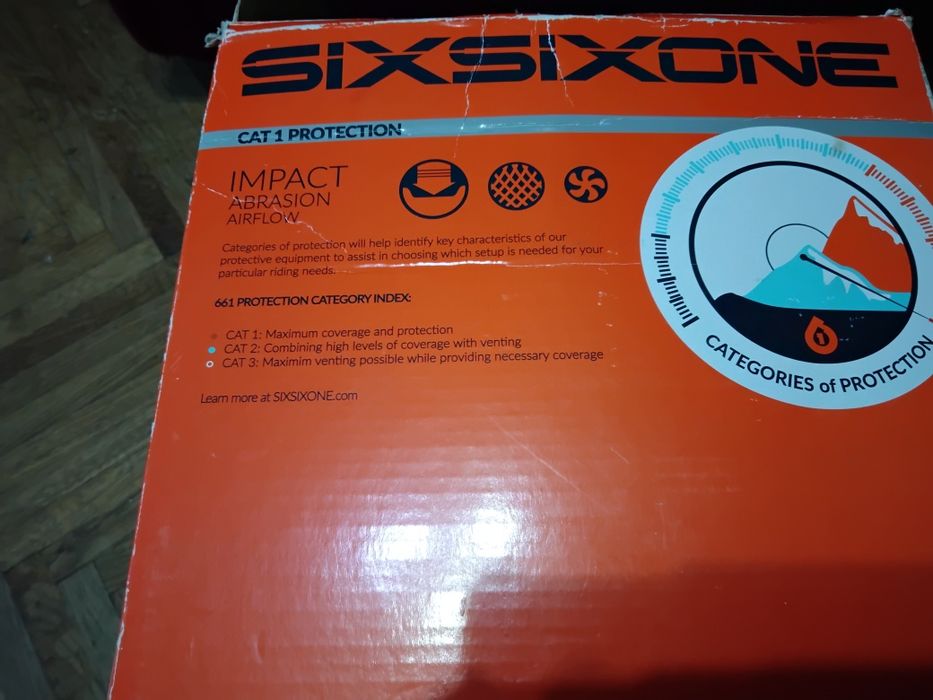 SIXSIXONE
CAT 1 PROTECTION
IMPACT
ABRASION
AIRFLOW
Categories of protection will help identify key characteristics of our
protective equipment to assist in choosing which setup is needed for your
particular riding needs.
661 PROTECTION CATEGORY INDEX:
CAT 1: Maximum coverage and protection
CAT 2: Combining high levels of coverage with venting
CAT 3: Maximim venting possible while providing necessary coverage
Learn more at SIXSIXONE.com
CATEGORIES of PROTECTION